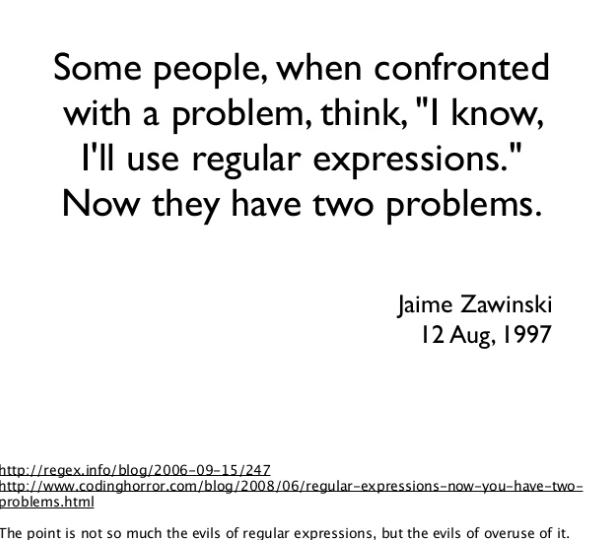 Some people, when confronted
with a problem, think, "I know,
I'll use regular expressions."
Now they have two problems.
Jaime Zawinski
12 Aug, 1997
http://regex.info/blog/2006-09-15/247
http://www.codinghorror.com/blog/2008/06/regular-expressions-now-you-have-two-
problems.html
The point is not so much the evils of regular expressions, but the evils of overuse of it.